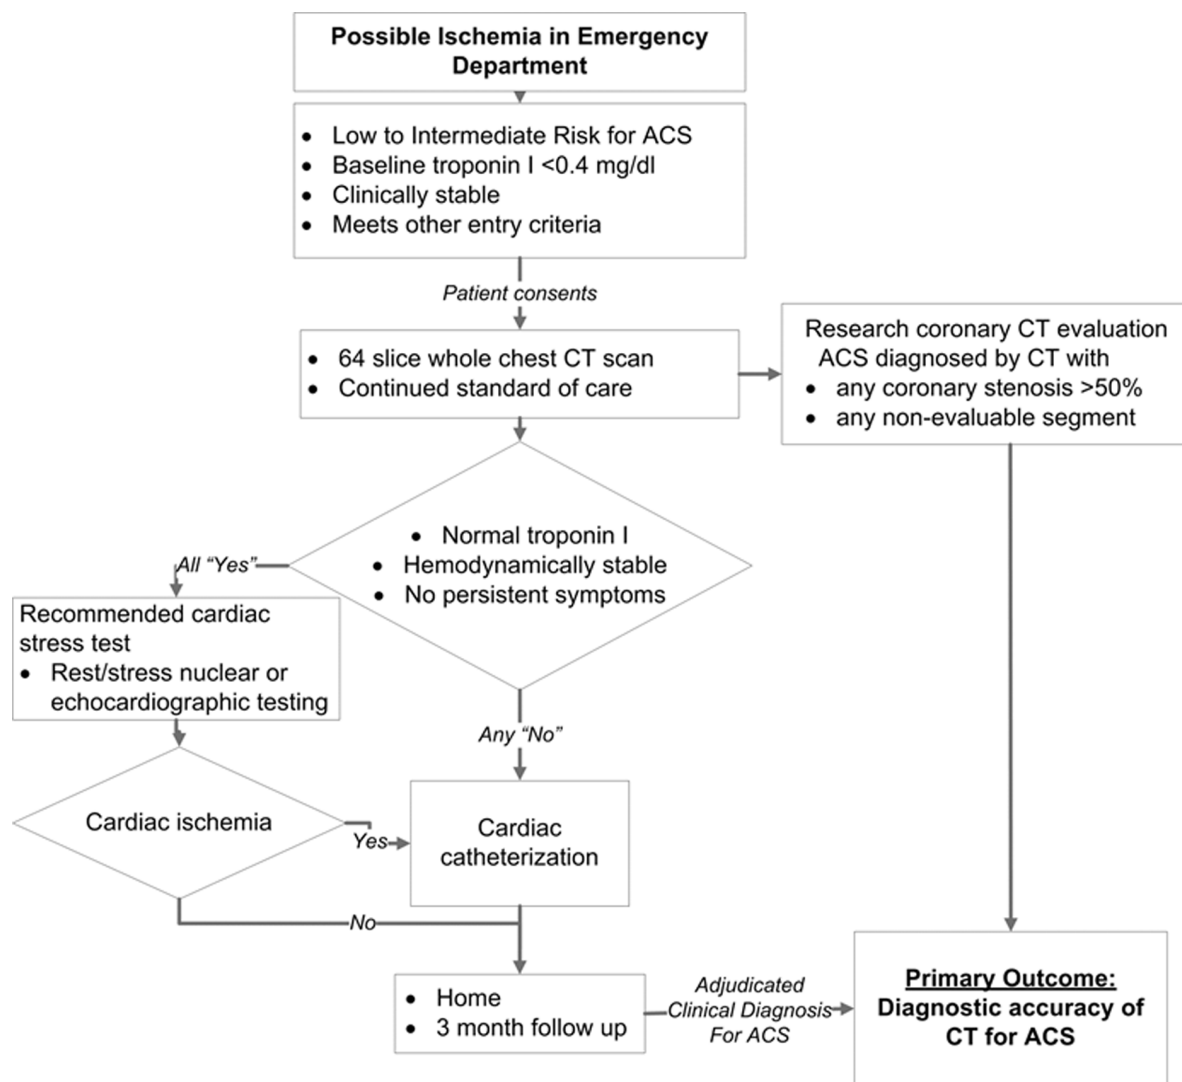 Possible Ischemia in Emergency
Department
• Low to Intermediate Risk for ACS
• Baseline troponin I <0.4 mg/dl
• Clinically stable
• Meets other entry criteria
Patient consents
• 64 slice whole chest CT scan
• Continued standard of care
Research coronary CT evaluation
ACS diagnosed by CT with
• any coronary stenosis >50%
• any non-evaluable segment
• Normal troponin I
• Hemodynamically stable
• No persistent symptoms
All “Yes”
Recommended cardiac
stress test
• Rest/stress nuclear or
echocardiographic testing
Any “No”
Cardiac ischemia
Yes
Cardiac
catheterization
No
• Home
• 3 month follow up
Adjudicated
Clinical Diagnosis
For ACS
Primary Outcome:
Diagnostic accuracy of
CT for ACS